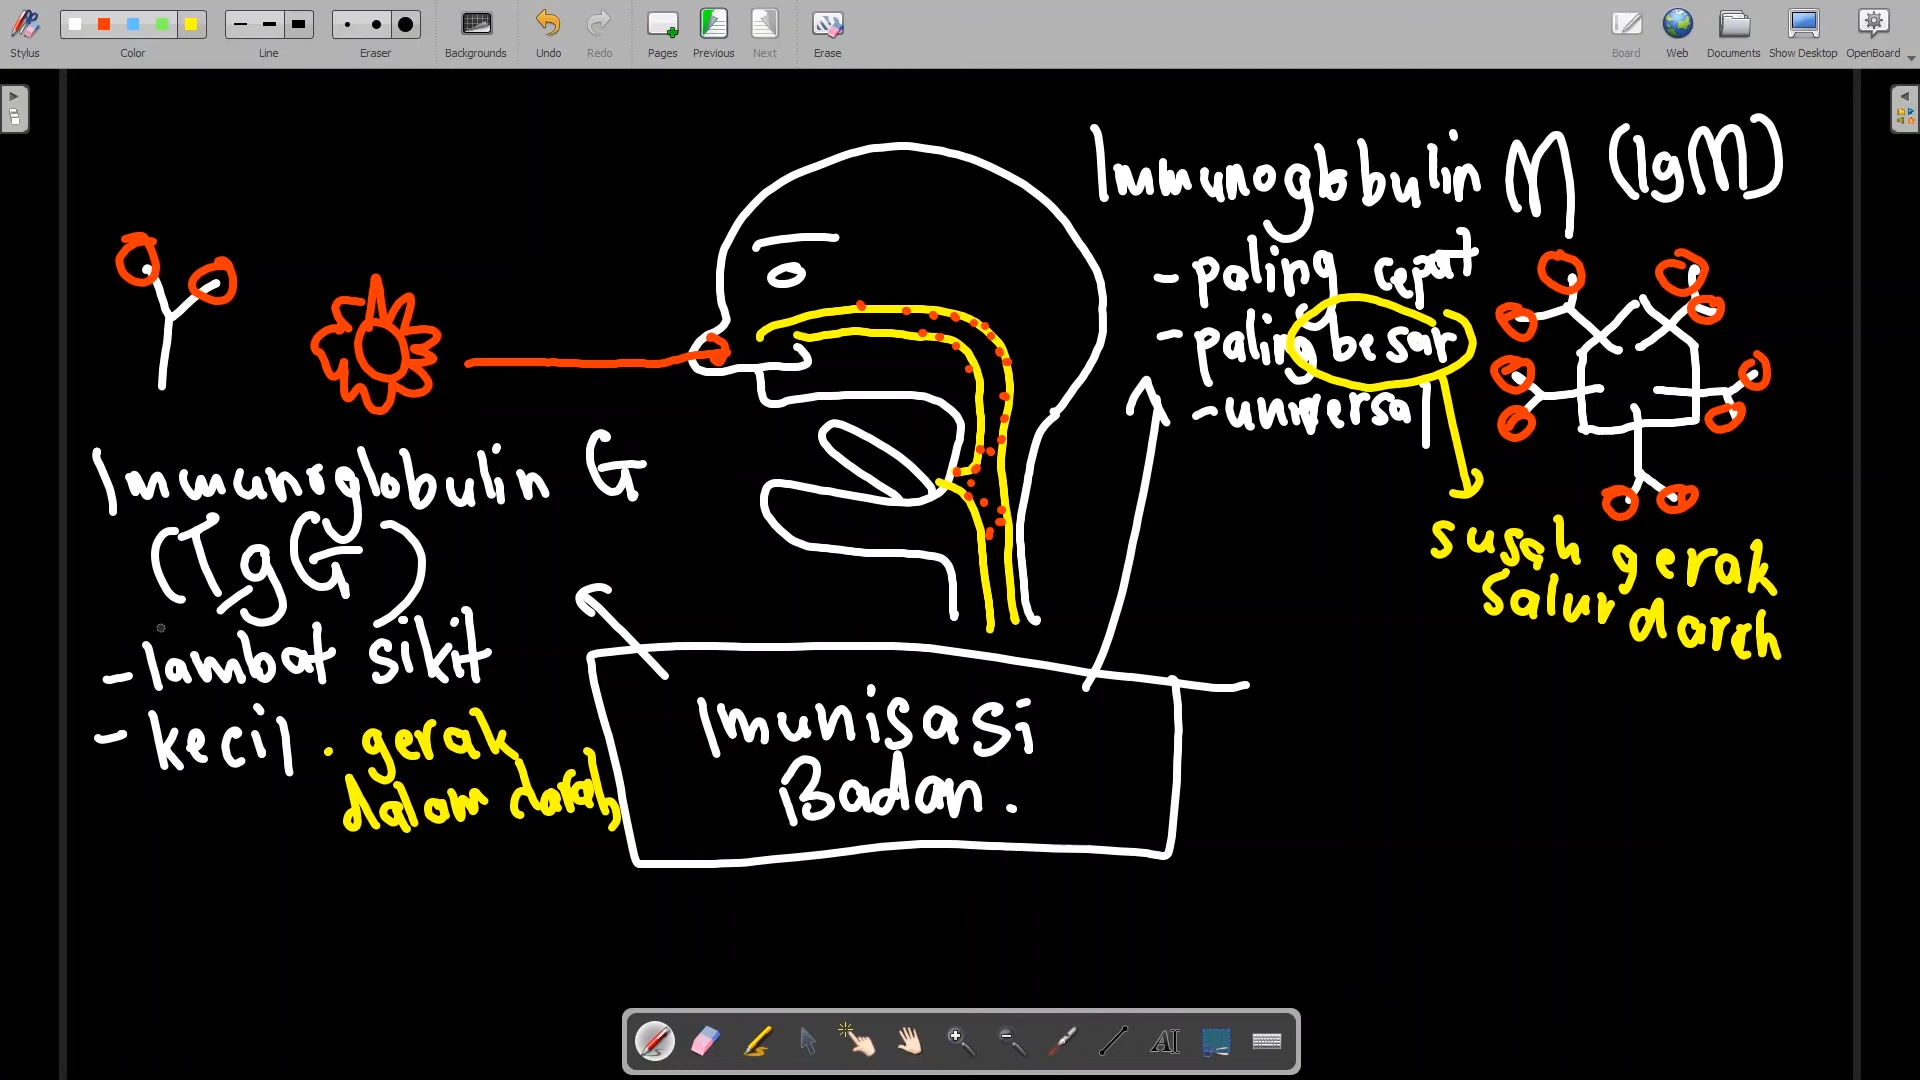 Stylus
Color
Line
Eraser
Backgrounds
Undo
Redo
Pages
Previous
Next
Erase
Board
Web
Documents
Show Desktop
OpenBoard
Immunoglobulin M (IgM)
- paling cepat
- paling besar
- universal
susah gerak
salur darah
Immunoglobulin G
(IgG)
- lambat sikit
- kecil . gerak
dalam darah
Imunisasi
Badan.
AI